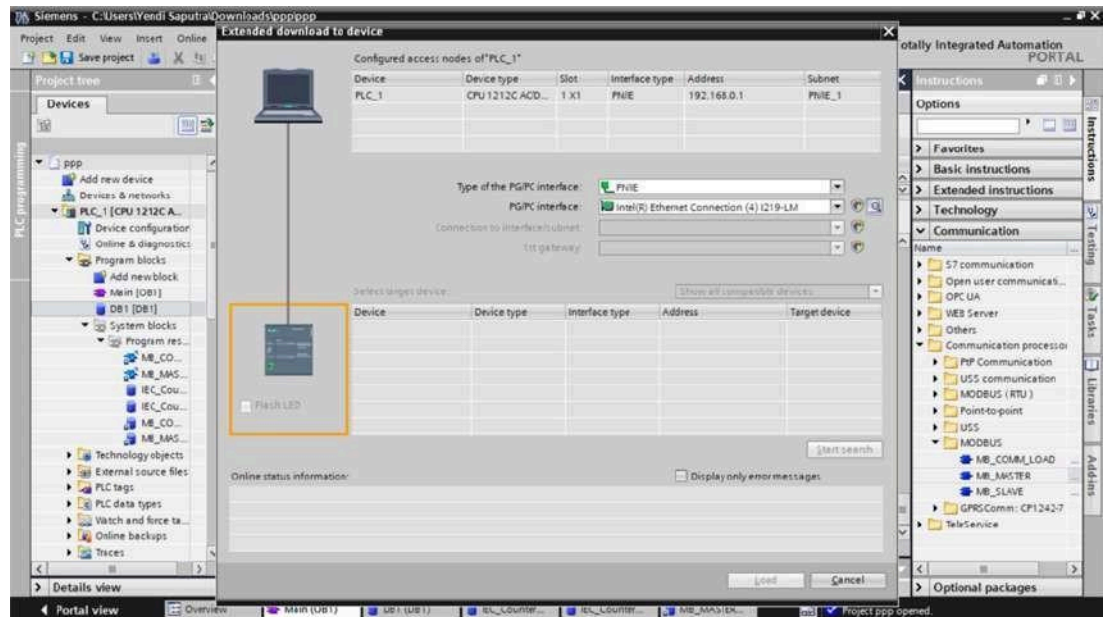 Siemens - C:\Users\Yendi Saputra\Downloads\ppp\ppp
Project Edit View Insert Online
Save project
Totally Integrated Automation
PORTAL
Project tree
Devices
PLC programming
ppp
Add new device
Devices & networks
PLC_1 [CPU 1212C A...
Device configuration
Online & diagnostics
Program blocks
Add new block
Main [OB1]
DB1 [DB1]
System blocks
Program res...
MB_CO...
MB_MAS...
IEC_Cou...
IEC_Cou...
MB_CO...
MB_MAS...
Technology objects
External source files
PLC tags
PLC data types
Watch and force ta...
Online backups
Traces
Details view
Extended download to device
Configured access nodes of "PLC_1"
Device Device type Slot Interface type Address Subnet
PLC_1 CPU 1212C AC/D... 1 X1 PN/IE 192.168.0.1 PN/IE_1
Type of the PG/PC interface: PN/IE
PG/PC interface: Intel(R) Ethernet Connection (4) I219-LM
Connection to interface/subnet:
1st gateway:
Select target device: Show all compatible devices
Device Device type Interface type Address Target device
Flash LED
Start search
Online status information: Display only error messages
Load Cancel
Instructions
Options
Favorites
Basic instructions
Extended instructions
Technology
Communication
Name
S7 communication
Open user communicati...
OPC UA
WEB Server
Others
Communication processor
PtP Communication
USS communication
MODBUS (RTU)
Point-to-point
USS
MODBUS
MB_COMM_LOAD
MB_MASTER
MB_SLAVE
GPRSComm: CP1242-7
TeleService
Optional packages
Instructions
Testing
Tasks
Libraries
Add-ins
Portal view Overview Main (OB1) DB1 (DB1) IEC_Counter... IEC_Counter... MB_MASTER... Project ppp opened.